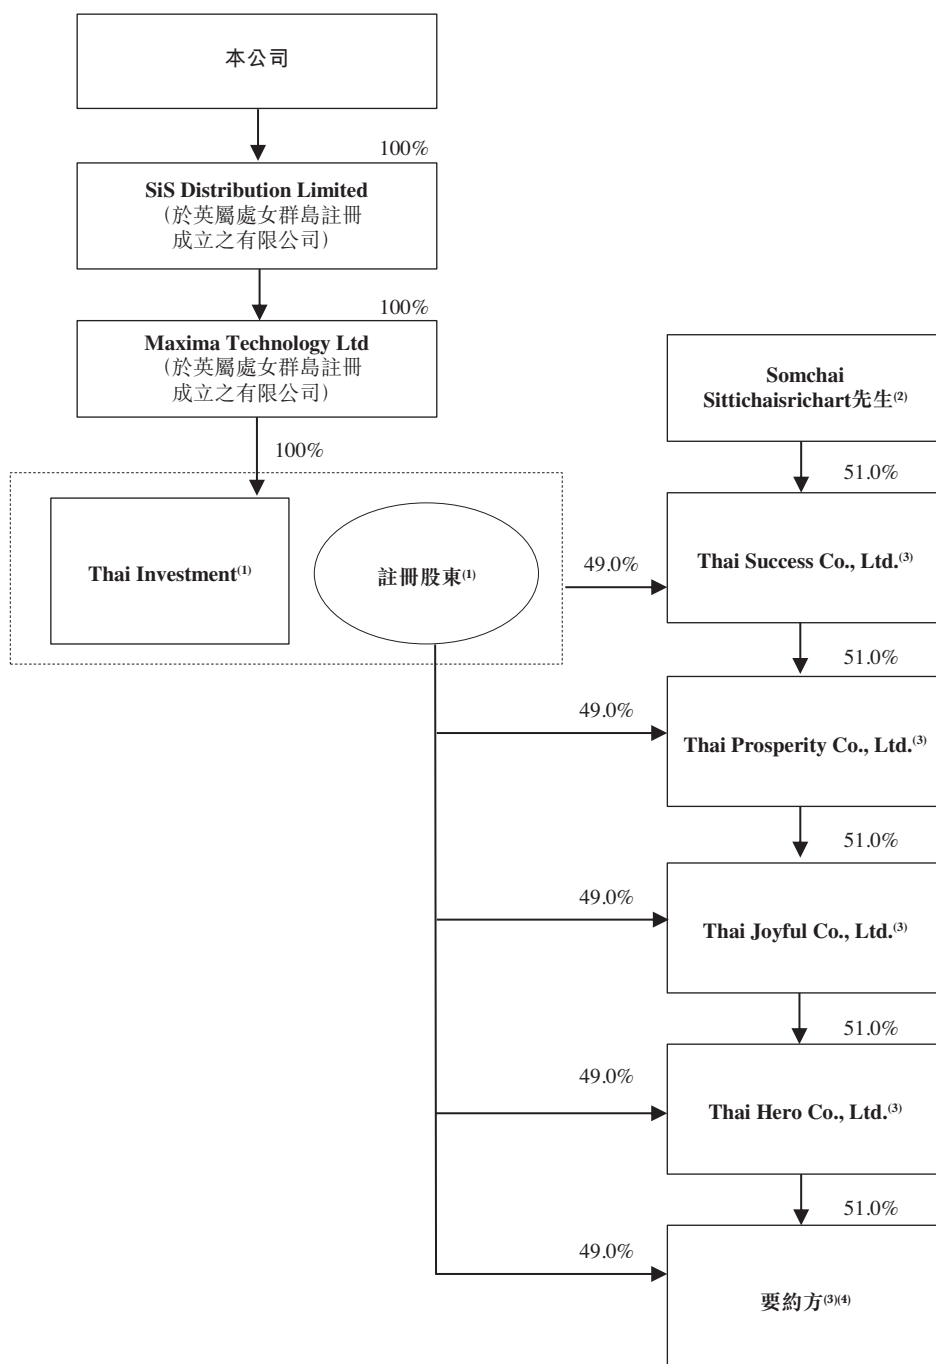 本公司
100%
SiS Distribution Limited
（於英屬處女群島註冊
成立之有限公司）
100%
Maxima Technology Ltd
（於英屬處女群島註冊
成立之有限公司）
100%
Somchai
Sittichaisrichart先生(2)
51.0%
Thai Investment(1)
註冊股東(1)
49.0%
Thai Success Co., Ltd.(3)
51.0%
49.0%
Thai Prosperity Co., Ltd.(3)
51.0%
49.0%
Thai Joyful Co., Ltd.(3)
51.0%
49.0%
Thai Hero Co., Ltd.(3)
51.0%
49.0%
要約方(3)(4)